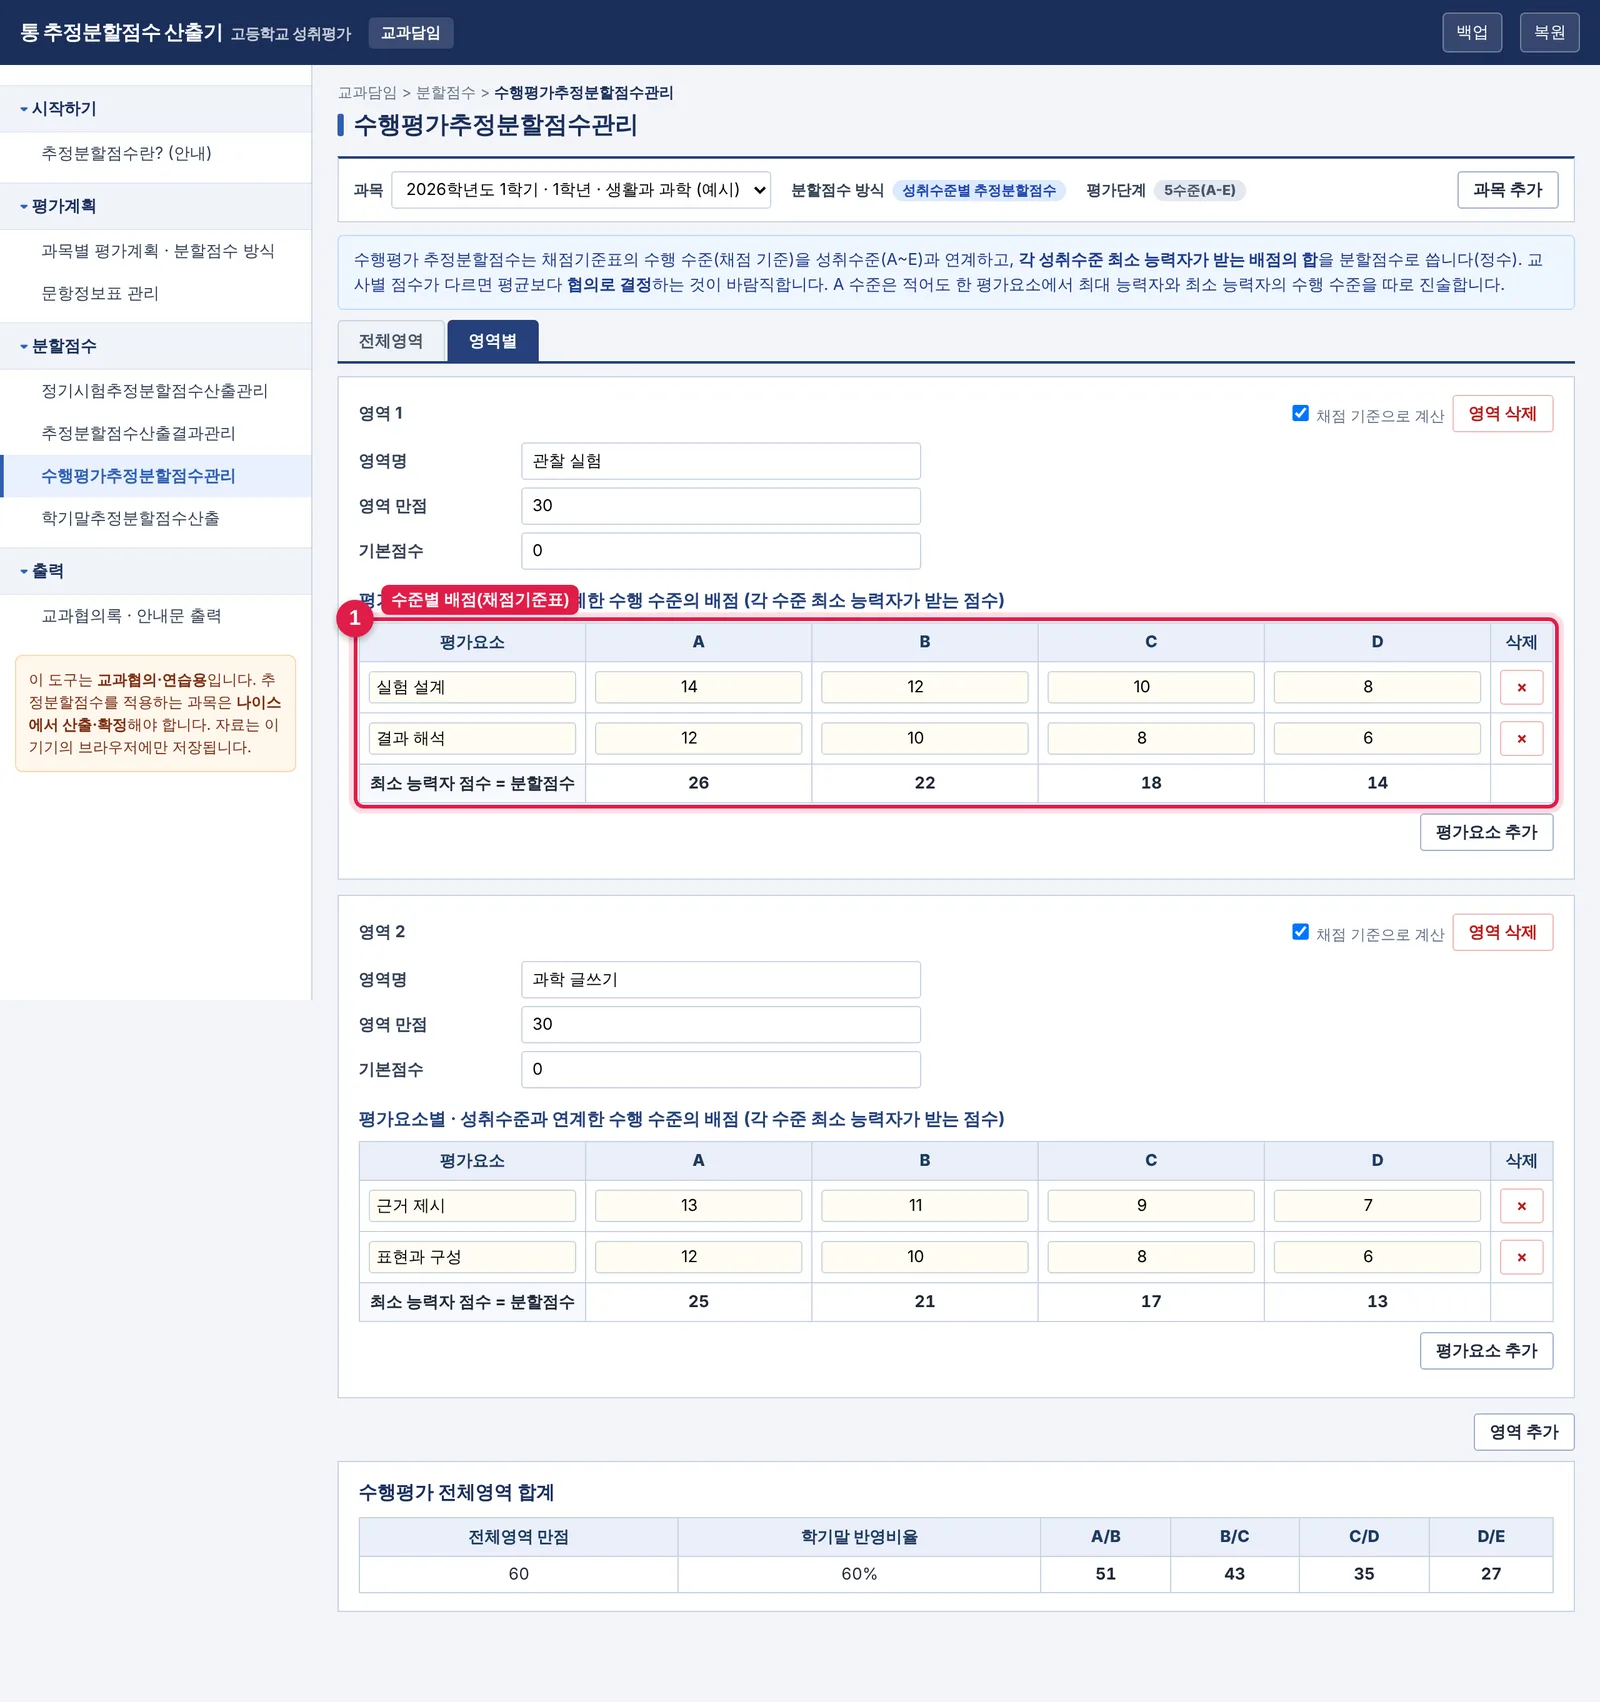 통 추정분할점수 산출기 고등학교 성취평가 교과담임 백업 복원
시작하기
추정분할점수란? (안내)
평가계획
과목별 평가계획 · 분할점수 방식
문항정보표 관리
분할점수
정기시험추정분할점수산출관리
추정분할점수산출결과관리
수행평가추정분할점수관리
학기말추정분할점수산출
출력
교과협의록 · 안내문 출력
이 도구는 교과협의·연습용입니다. 추
정분할점수를 적용하는 과목은 나이스
에서 산출·확정해야 합니다. 자료는 이
기기의 브라우저에만 저장됩니다.
교과담임 > 분할점수 > 수행평가추정분할점수관리
수행평가추정분할점수관리
과목 2026학년도 1학기 · 1학년 · 생활과 과학 (예시) 분할점수 방식 성취수준별 추정분할점수 평가단계 5수준(A-E) 과목 추가
수행평가 추정분할점수는 채점기준표의 수행 수준(채점 기준)을 성취수준(A~E)과 연계하고, 각 성취수준 최소 능력자가 받는 배점의 합을 분할점수로 씁니다(정수). 교
사별 점수가 다르면 평균보다 협의로 결정하는 것이 바람직합니다. A 수준은 적어도 한 평가요소에서 최대 능력자와 최소 능력자의 수행 수준을 따로 진술합니다.
전체영역 영역별
영역 1 채점 기준으로 계산 영역 삭제
영역명 관찰 실험
영역 만점 30
기본점수 0
평 수준별 배점(채점기준표) 계한 수행 수준의 배점 (각 수준 최소 능력자가 받는 점수)
1
평가요소 A B C D 삭제
실험 설계 14 12 10 8 ×
결과 해석 12 10 8 6 ×
최소 능력자 점수 = 분할점수 26 22 18 14
평가요소 추가
영역 2 채점 기준으로 계산 영역 삭제
영역명 과학 글쓰기
영역 만점 30
기본점수 0
평가요소별 · 성취수준과 연계한 수행 수준의 배점 (각 수준 최소 능력자가 받는 점수)
평가요소 A B C D 삭제
근거 제시 13 11 9 7 ×
표현과 구성 12 10 8 6 ×
최소 능력자 점수 = 분할점수 25 21 17 13
평가요소 추가
영역 추가
수행평가 전체영역 합계
전체영역 만점 학기말 반영비율 A/B B/C C/D D/E
60 60% 51 43 35 27